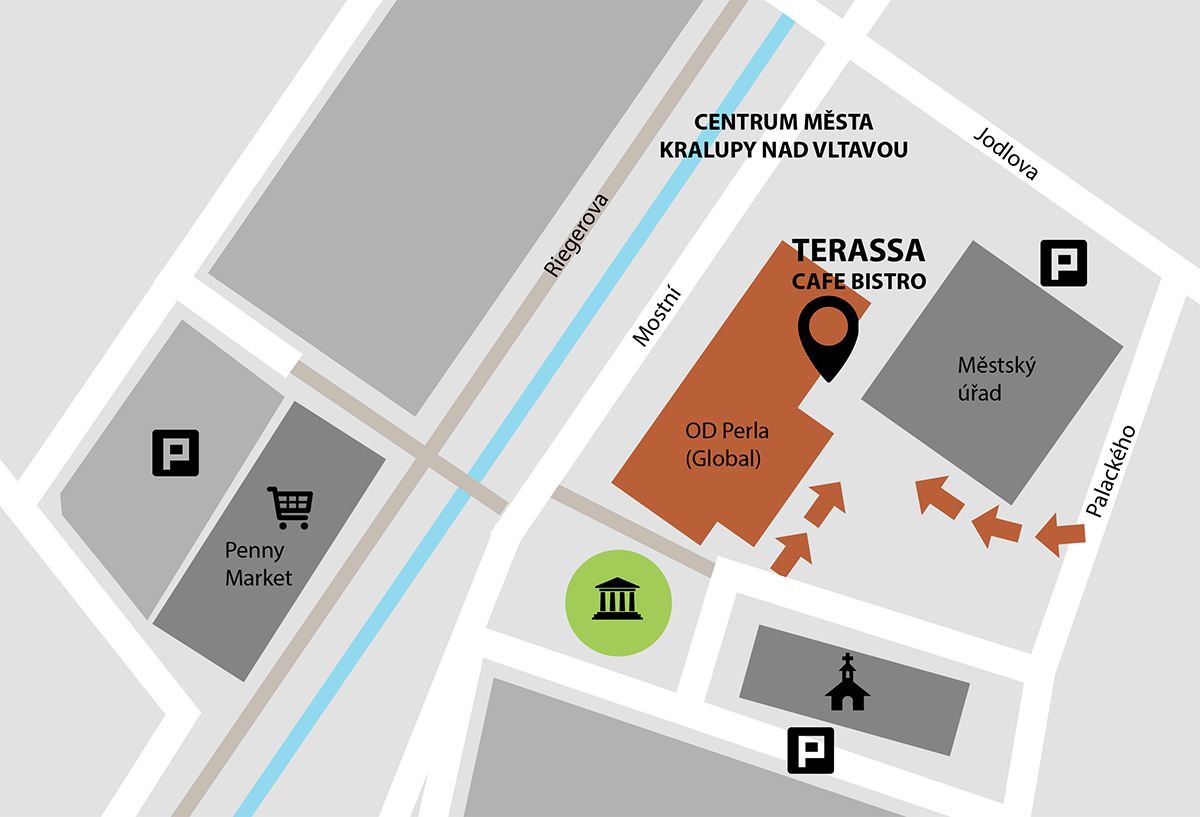 CENTRUM MĚSTA
KRALUPY NAD VLTAVOU
Jodlova
Riegerova
Mostní
TERASSA
CAFE BISTRO
P
Městský
úřad
OD Perla
(Global)
Palackého
P
Penny
Market
P